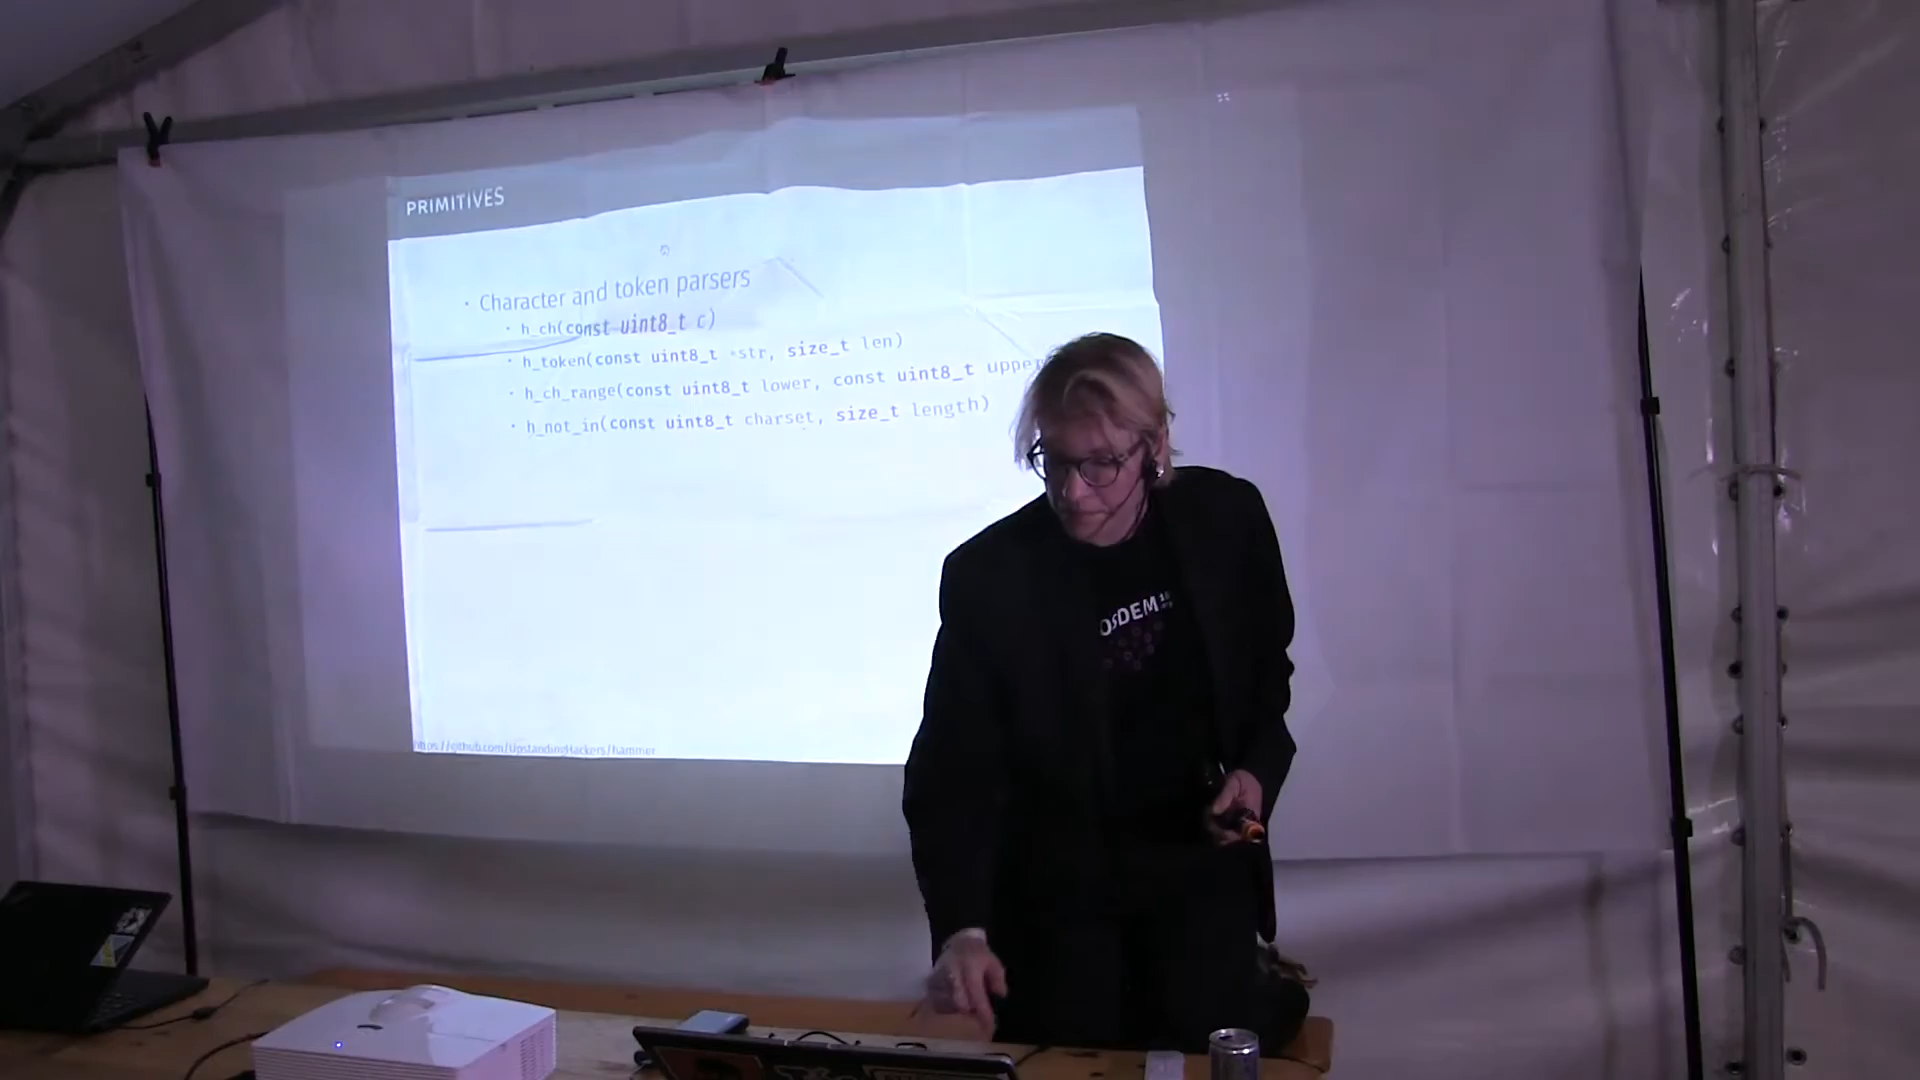 PRIMITIVES
· Character and token parsers
· h_ch(const uint8_t c)
· h_token(const uint8_t *str, size_t len)
· h_ch_range(const uint8_t lower, const uint8_t upper
· h_not_in(const uint8_t charset, size_t length)
https://github.com/UpstandingHackers/hammer
OSDEM